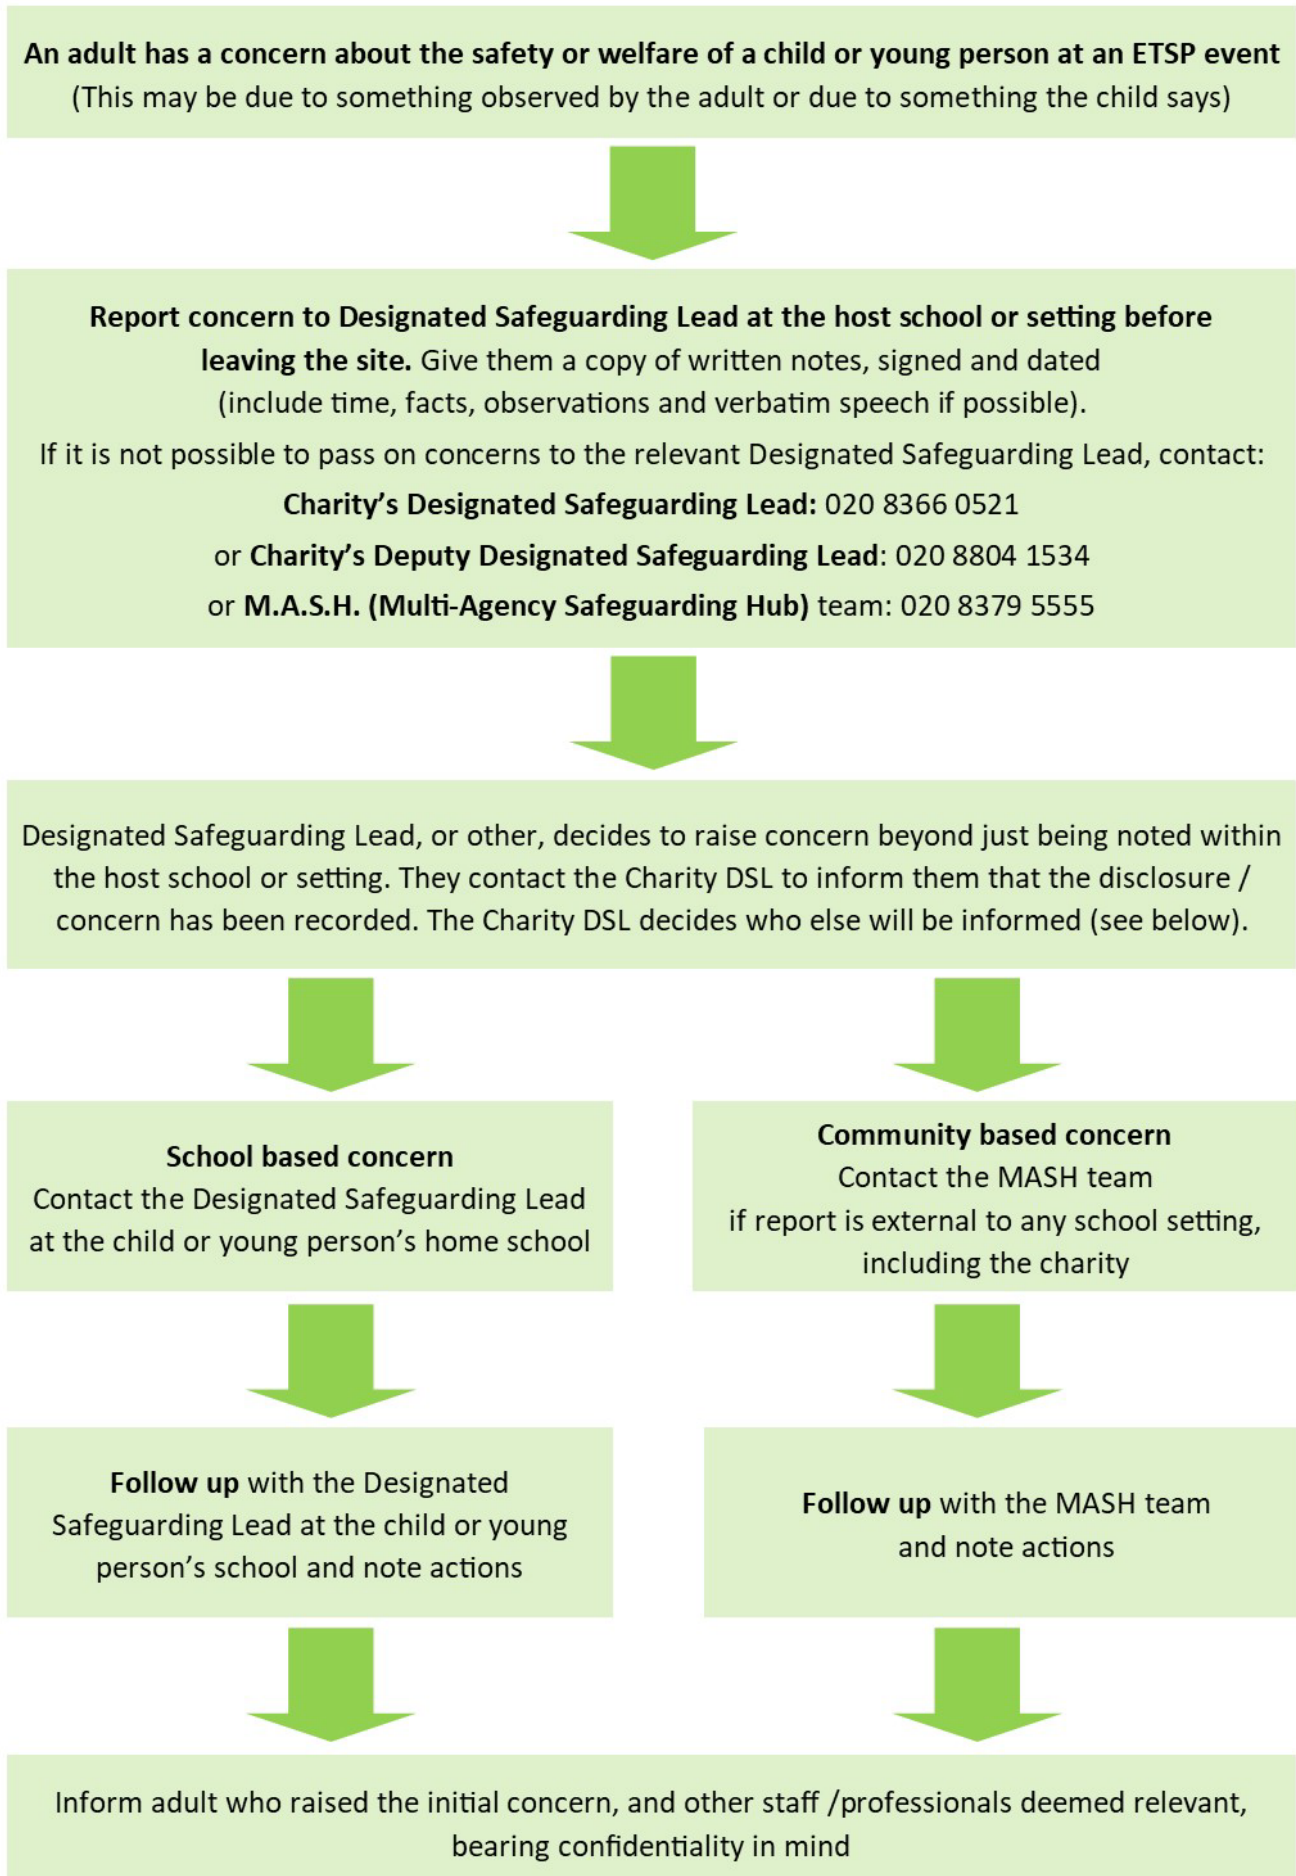 An adult has a concern about the safety or welfare of a child or young person at an ETSP event
(This may be due to something observed by the adult or due to something the child says)
Report concern to Designated Safeguarding Lead at the host school or setting before
leaving the site. Give them a copy of written notes, signed and dated
(include time, facts, observations and verbatim speech if possible).
If it is not possible to pass on concerns to the relevant Designated Safeguarding Lead, contact:
Charity’s Designated Safeguarding Lead: 020 8366 0521
or Charity’s Deputy Designated Safeguarding Lead: 020 8804 1534
or M.A.S.H. (Multi-Agency Safeguarding Hub) team: 020 8379 5555
Designated Safeguarding Lead, or other, decides to raise concern beyond just being noted within
the host school or setting. They contact the Charity DSL to inform them that the disclosure /
concern has been recorded. The Charity DSL decides who else will be informed (see below).
School based concern
Contact the Designated Safeguarding Lead
at the child or young person’s home school
Community based concern
Contact the MASH team
if report is external to any school setting,
including the charity
Follow up with the Designated
Safeguarding Lead at the child or young
person’s school and note actions
Follow up with the MASH team
and note actions
Inform adult who raised the initial concern, and other staff /professionals deemed relevant,
bearing confidentiality in mind